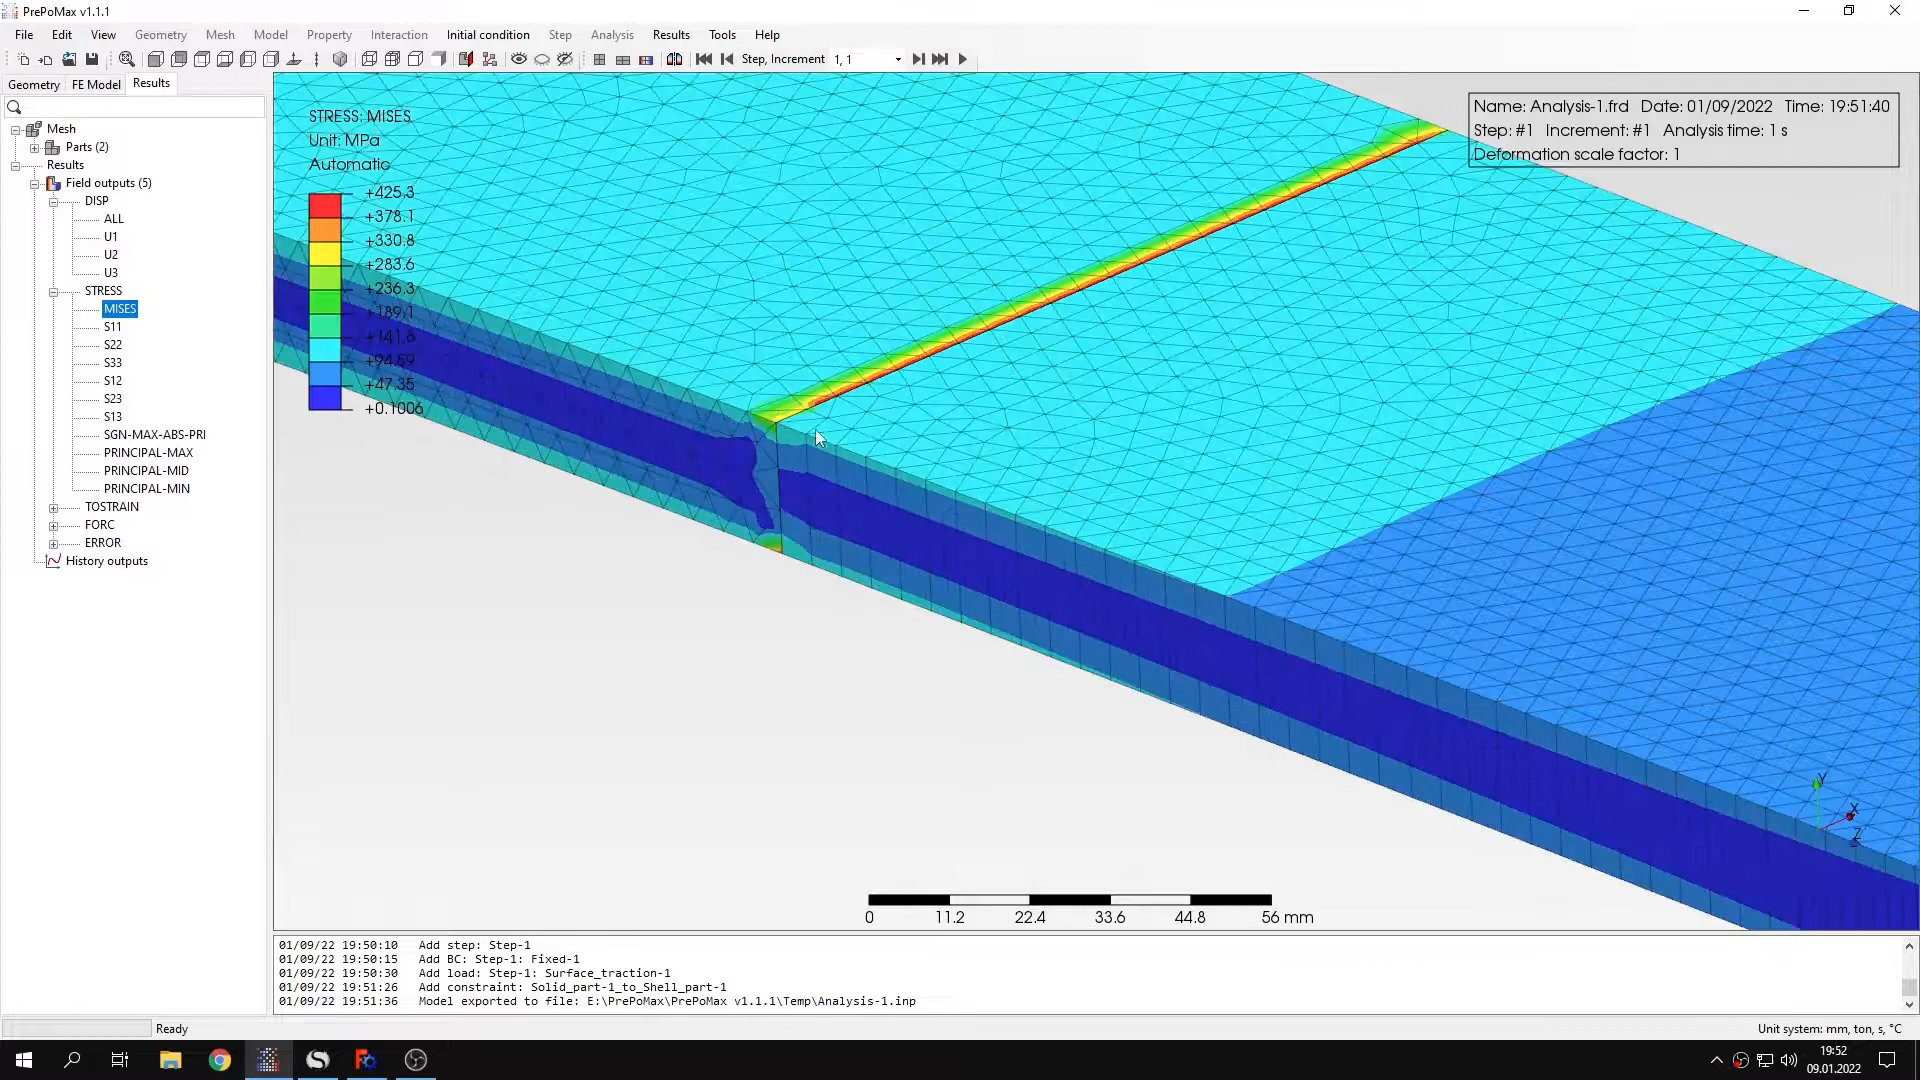 PrePoMax v1.1.1
File Edit View Geometry Mesh Model Property Interaction Initial condition Step Analysis Results Tools Help
Step, Increment 1, 1
Geometry FE Model Results
Mesh
Parts (2)
Results
Field outputs (5)
DISP
ALL
U1
U2
U3
STRESS
MISES
S11
S22
S33
S12
S23
S13
SGN-MAX-ABS-PRI
PRINCIPAL-MAX
PRINCIPAL-MID
PRINCIPAL-MIN
TOSTRAIN
FORC
ERROR
History outputs
STRESS: MISES
Unit: MPa
Automatic
+425.3
+378.1
+330.8
+283.6
+236.3
+189.1
+141.8
+94.59
+47.35
+0.1006
Name: Analysis-1.frd Date: 01/09/2022 Time: 19:51:40
Step: #1 Increment: #1 Analysis time: 1 s
Deformation scale factor: 1
Y
X
Z
0 11.2 22.4 33.6 44.8 56 mm
01/09/22 19:50:10 Add step: Step-1
01/09/22 19:50:15 Add BC: Step-1: Fixed-1
01/09/22 19:50:30 Add load: Step-1: Surface_traction-1
01/09/22 19:51:26 Add constraint: Solid_part-1_to_Shell_part-1
01/09/22 19:51:36 Model exported to file: E:\PrePoMax\PrePoMax v1.1.1\Temp\Analysis-1.inp
Ready
Unit system: mm, ton, s, °C
19:52
09.01.2022